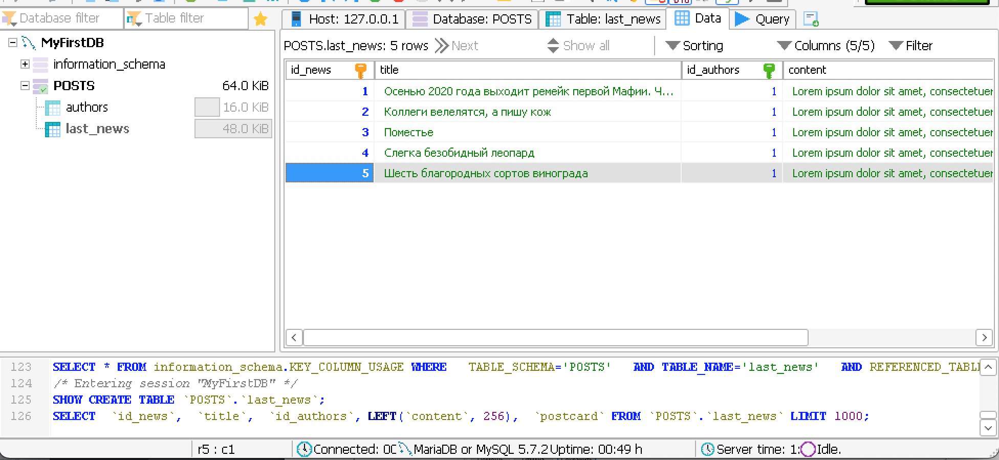 Database filter
Table filter
Host: 127.0.0.1
Database: POSTS
Table: last_news
Data
Query
MyFirstDB
information_schema
POSTS 64.0 KiB
authors 16.0 KiB
last_news 48.0 KiB
POSTS.last_news: 5 rows
Next
Show all
Sorting
Columns (5/5)
Filter
id_news title id_authors content
1 Осенью 2020 года выходит ремейк первой Мафии. Ч... 1 Lorem ipsum dolor sit amet, consectetuer
2 Коллеги велелятся, а пишу кож 1 Lorem ipsum dolor sit amet, consectetuer
3 Поместье 1 Lorem ipsum dolor sit amet, consectetuer
4 Слегка безобидный леопард 1 Lorem ipsum dolor sit amet, consectetuer
5 Шесть благородных сортов винограда 1 Lorem ipsum dolor sit amet, consectetuer
123 SELECT * FROM information_schema.KEY_COLUMN_USAGE WHERE TABLE_SCHEMA='POSTS' AND TABLE_NAME='last_news' AND REFERENCED_TABL
124 /* Entering session "MyFirstDB" */
125 SHOW CREATE TABLE `POSTS`.`last_news`;
126 SELECT `id_news`, `title`, `id_authors`, LEFT(`content`, 256), `postcard` FROM `POSTS`.`last_news` LIMIT 1000;
r5 : c1
Connected: 0
MariaDB or MySQL 5.7.2
Uptime: 00:49 h
Server time: 1:
Idle.